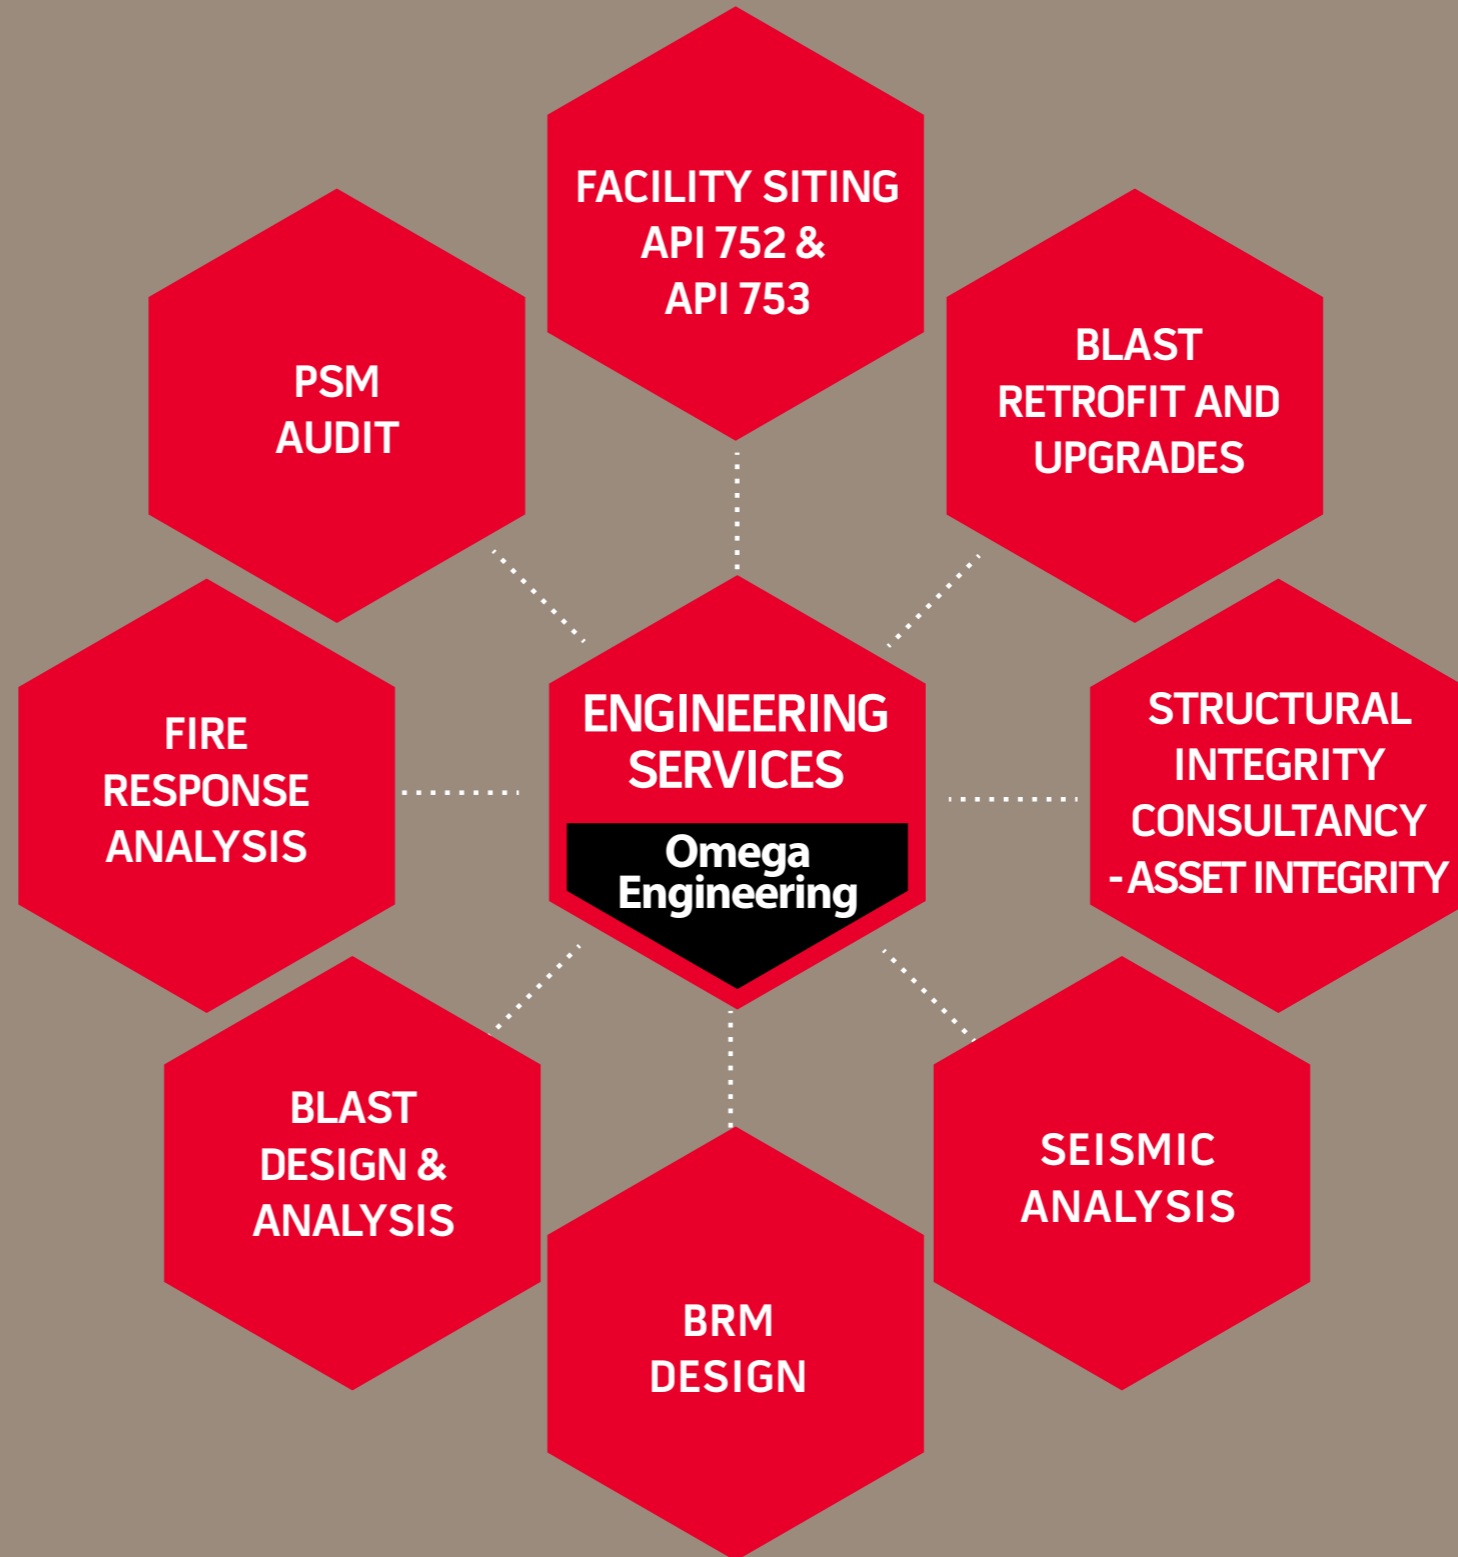 FACILITY SITING
API 752 &
API 753
PSM
AUDIT
BLAST
RETROFIT AND
UPGRADES
FIRE
RESPONSE
ANALYSIS
ENGINEERING
SERVICES
Omega
Engineering
STRUCTURAL
INTEGRITY
CONSULTANCY
- ASSET INTEGRITY
BLAST
DESIGN &
ANALYSIS
SEISMIC
ANALYSIS
BRM
DESIGN